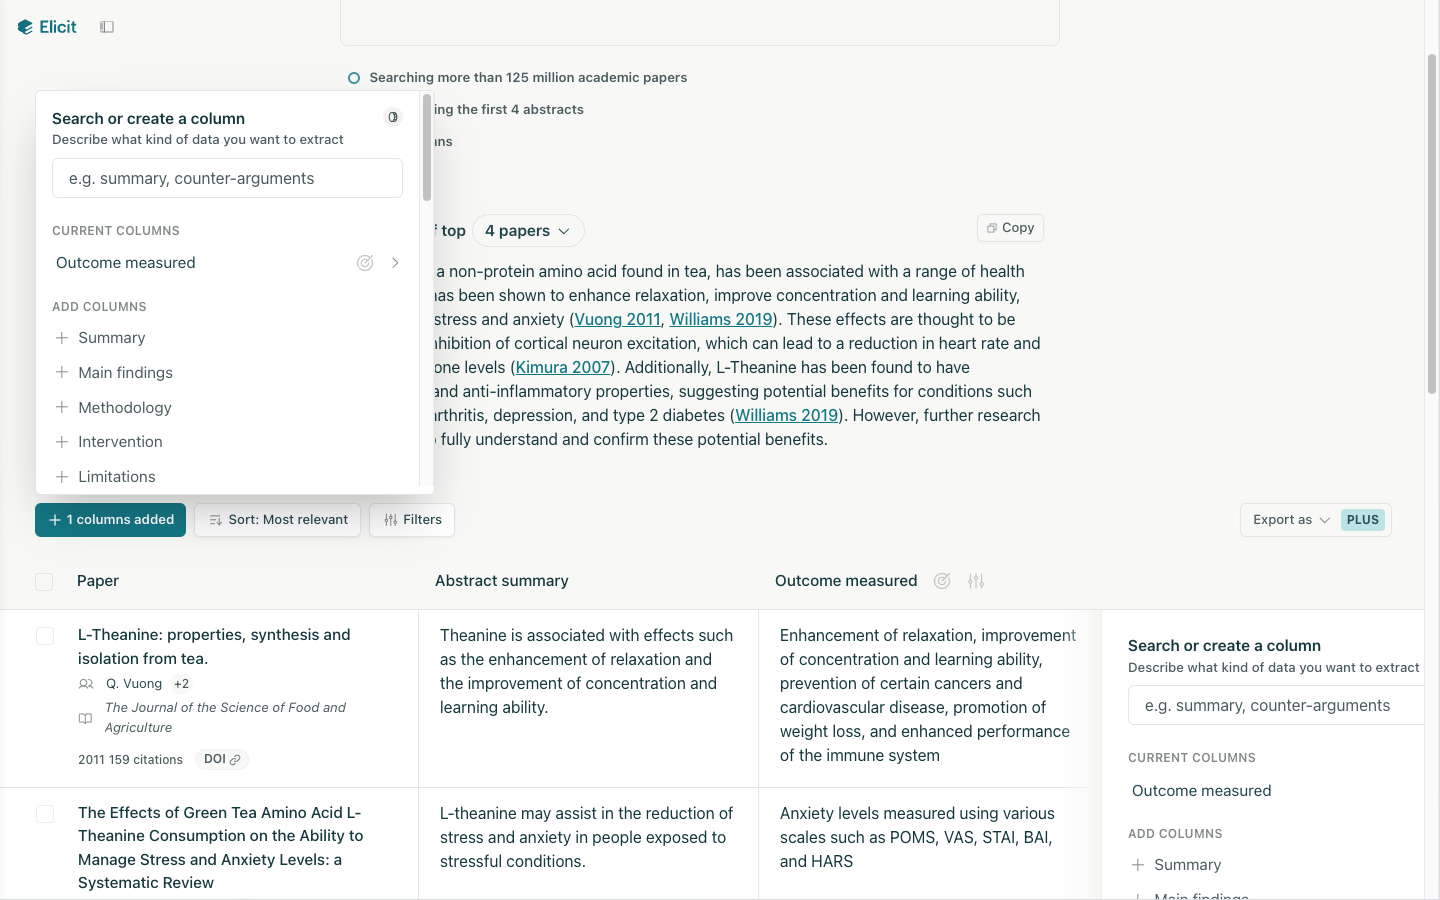 Elicit
Searching more than 125 million academic papers
ing the first 4 abstracts
ns
Search or create a column
Describe what kind of data you want to extract
e.g. summary, counter-arguments
CURRENT COLUMNS
Outcome measured
ADD COLUMNS
Summary
Main findings
Methodology
Intervention
Limitations
f top 4 papers
Copy
a non-protein amino acid found in tea, has been associated with a range of health
has been shown to enhance relaxation, improve concentration and learning ability,
stress and anxiety (Vuong 2011, Williams 2019). These effects are thought to be
nhibition of cortical neuron excitation, which can lead to a reduction in heart rate and
one levels (Kimura 2007). Additionally, L-Theanine has been found to have
and anti-inflammatory properties, suggesting potential benefits for conditions such
arthritis, depression, and type 2 diabetes (Williams 2019). However, further research
fully understand and confirm these potential benefits.
1 columns added
Sort: Most relevant
Filters
Export as PLUS
Paper
Abstract summary
Outcome measured
L-Theanine: properties, synthesis and
isolation from tea.
Q. Vuong +2
The Journal of the Science of Food and
Agriculture
2011 159 citations DOI
Theanine is associated with effects such
as the enhancement of relaxation and
the improvement of concentration and
learning ability.
Enhancement of relaxation, improvement
of concentration and learning ability,
prevention of certain cancers and
cardiovascular disease, promotion of
weight loss, and enhanced performance
of the immune system
The Effects of Green Tea Amino Acid L-
Theanine Consumption on the Ability to
Manage Stress and Anxiety Levels: a
Systematic Review
L-theanine may assist in the reduction of
stress and anxiety in people exposed to
stressful conditions.
Anxiety levels measured using various
scales such as POMS, VAS, STAI, BAI,
and HARS
Search or create a column
Describe what kind of data you want to extract
e.g. summary, counter-arguments
CURRENT COLUMNS
Outcome measured
ADD COLUMNS
Summary
Main findings